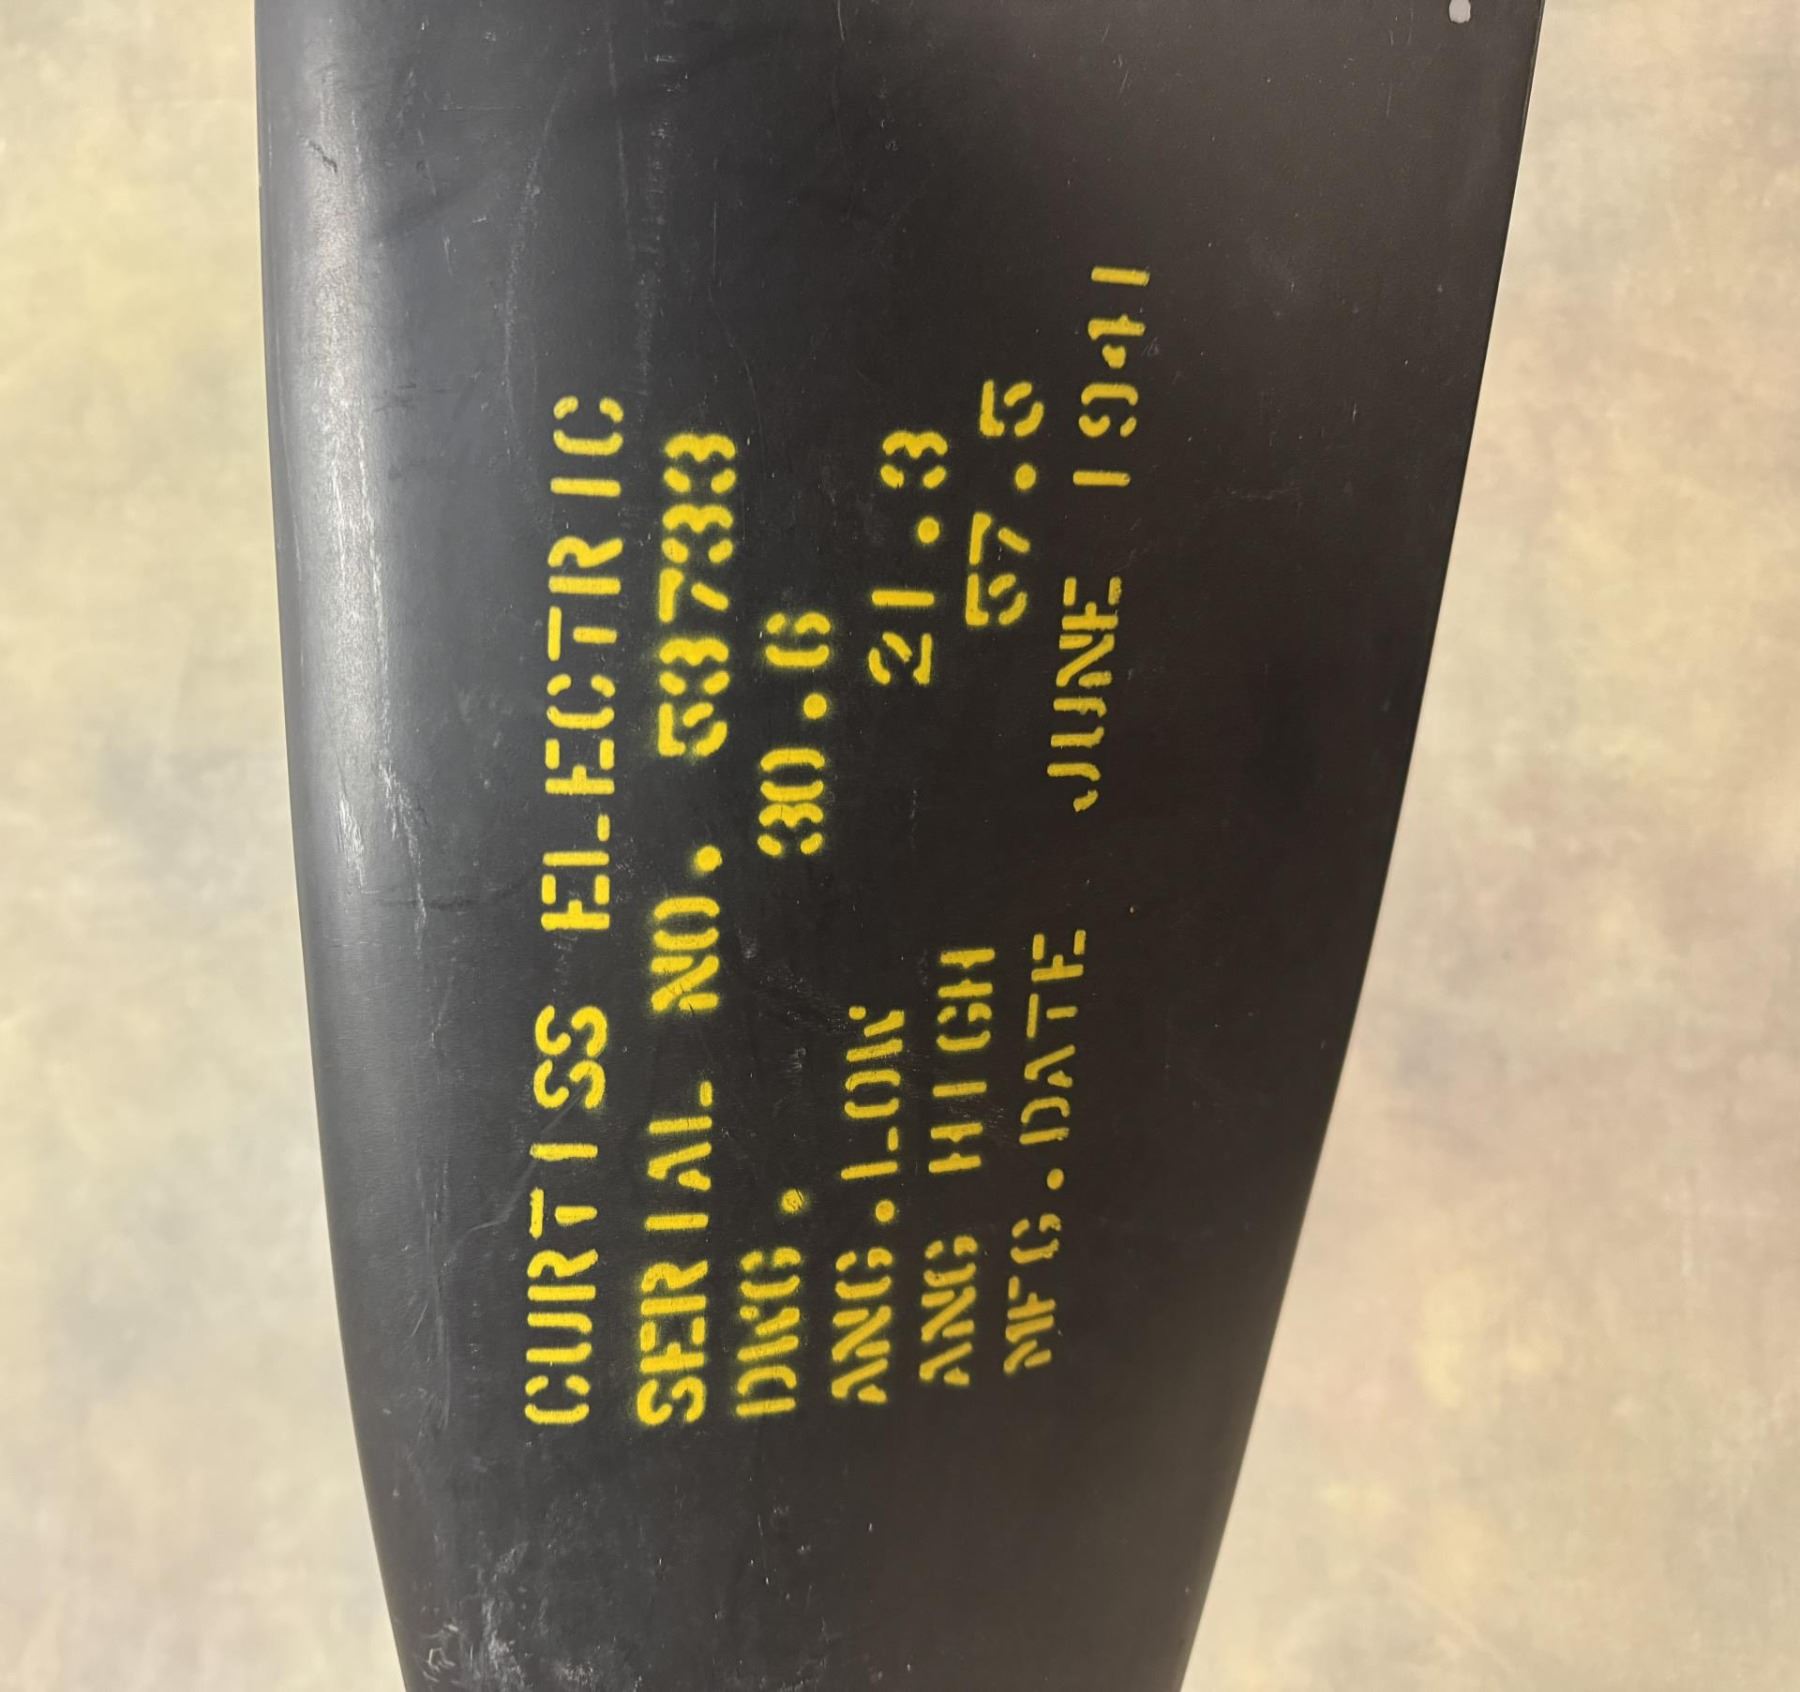 CURTISS ELECTRIC
SERIAL NO. 53733
DWG. 30.6
ANG.LOW 21.3
ANG HIGH 57.5
MFG.DATE JUNE 1941